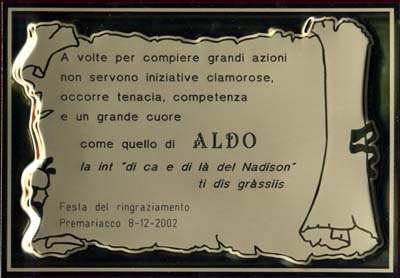 A volte per compiere grandi azioni
non servono iniziative clamorose,
occorre tenacia, competenza
e un grande cuore
come quello di ALDO
la int "di ca e di là del Nadison"
ti dis gràssiis
Festa del ringraziamento
Premariacco 8-12-2002